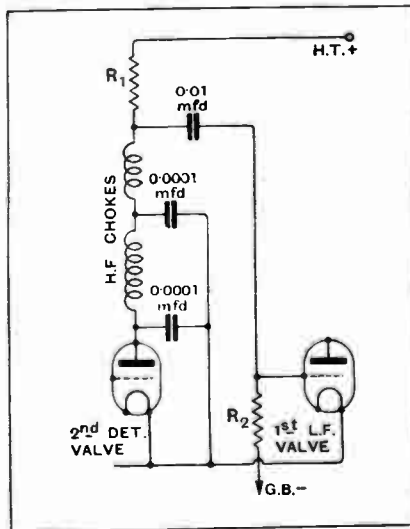 H.T.+
R1
0·01
mfd
0·0001
mfd
H.F CHOKES
0·0001
mfd
2nd DET.
VALVE
R2
1st L.F.
VALVE
G.B.-